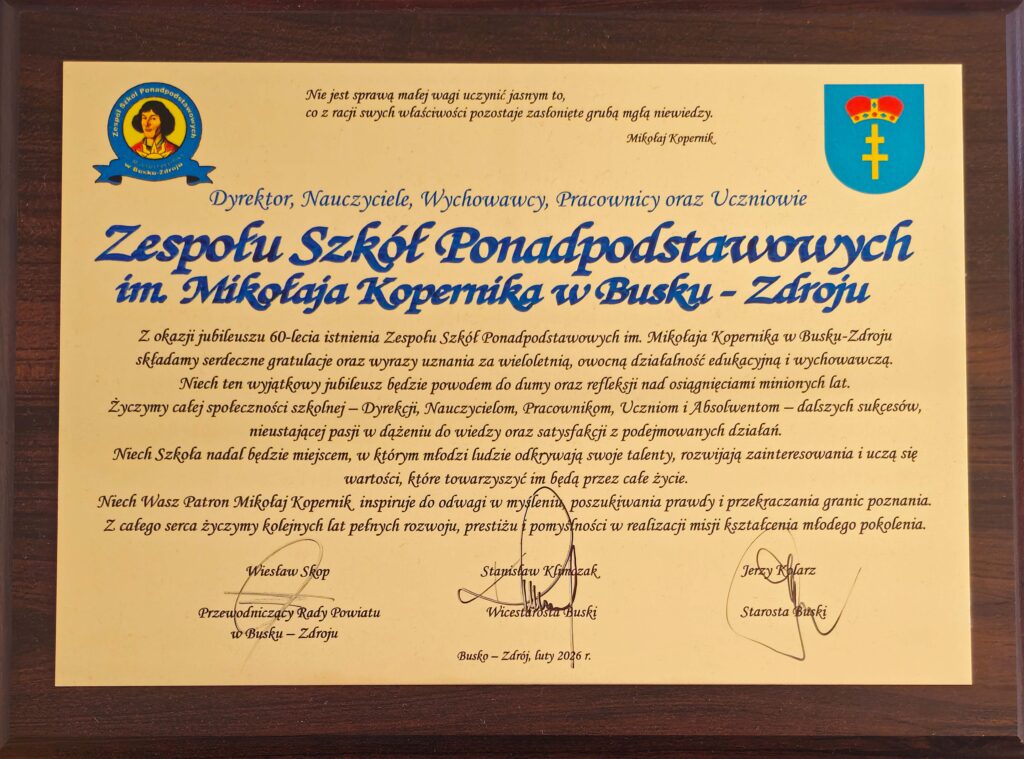 Zespół Szkół Ponadpodstawowych
w Busku-Zdroju
Nie jest sprawą małej wagi uczynić jasnym to,
co z racji swych właściwości pozostaje zasłonięte grubą mgłą niewiedzy.
Mikołaj Kopernik
Dyrektor, Nauczyciele, Wychowawcy, Pracownicy oraz Uczniowie
Zespołu Szkół Ponadpodstawowych
im. Mikołaja Kopernika w Busku - Zdroju
Z okazji jubileuszu 60-lecia istnienia Zespołu Szkół Ponadpodstawowych im. Mikołaja Kopernika w Busku-Zdroju
składamy serdeczne gratulacje oraz wyrazy uznania za wieloletnią, owocną działalność edukacyjną i wychowawczą.
Niech ten wyjątkowy jubileusz będzie powodem do dumy oraz refleksji nad osiągnięciami minionych lat.
Życzymy całej społeczności szkolnej – Dyrekcji, Nauczycielom, Pracownikom, Uczniom i Absolwentom – dalszych sukcesów,
nieustającej pasji w dążeniu do wiedzy oraz satysfakcji z podejmowanych działań.
Niech Szkoła nadal będzie miejscem, w którym młodzi ludzie odkrywają swoje talenty, rozwijają zainteresowania i uczą się
wartości, które towarzyszyć im będą przez całe życie.
Niech Wasz Patron Mikołaj Kopernik inspiruje do odwagi w myśleniu, poszukiwania prawdy i przekraczania granic poznania.
Z całego serca życzymy kolejnych lat pełnych rozwoju, prestiżu i pomyślności w realizacji misji kształcenia młodego pokolenia.
Wiesław Skop
Stanisław Klimczak
Jerzy Kolarz
Przewodniczący Rady Powiatu
w Busku – Zdroju
Wicestarosta Buski
Starosta Buski
Busko – Zdrój, luty 2026 r.